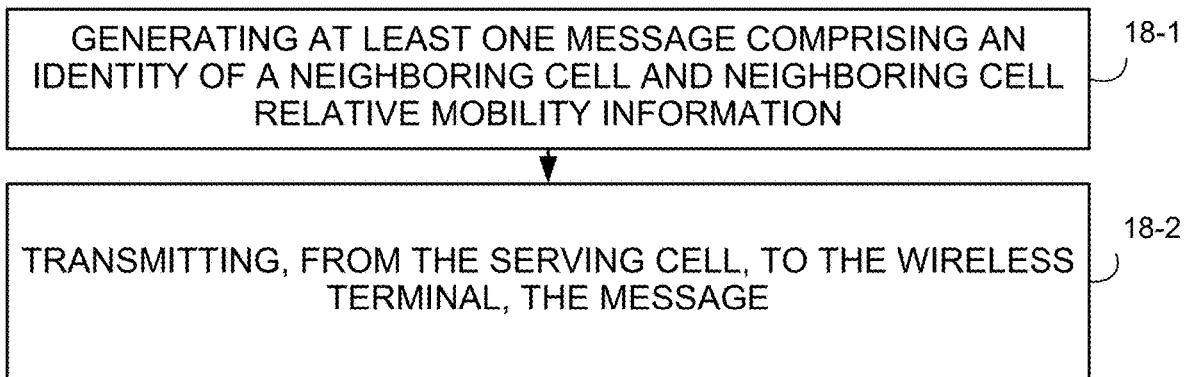 GENERATING AT LEAST ONE MESSAGE COMPRISING AN
IDENTITY OF A NEIGHBORING CELL AND NEIGHBORING CELL
RELATIVE MOBILITY INFORMATION
18-1
TRANSMITTING, FROM THE SERVING CELL, TO THE WIRELESS
TERMINAL, THE MESSAGE
18-2